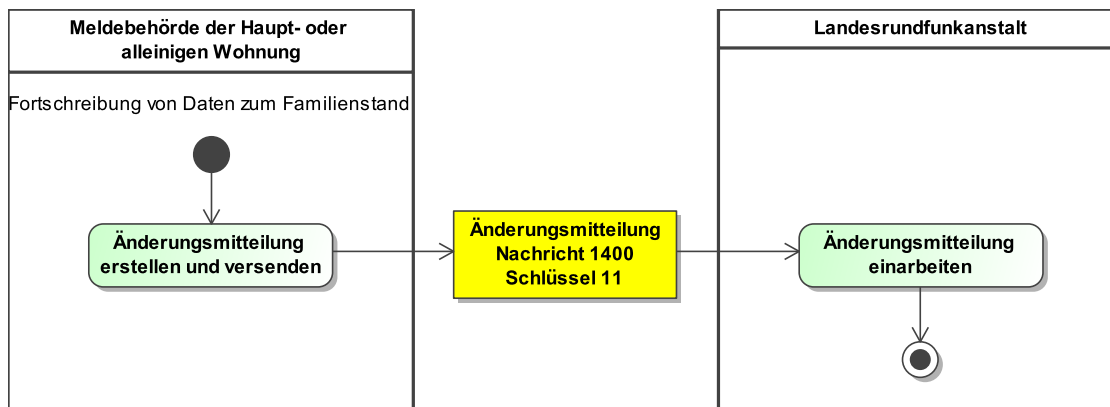 Meldebehörde der Haupt- oder
alleinigen Wohnung
Landesrundfunkanstalt
Fortschreibung von Daten zum Familienstand
Änderungsmitteilung
erstellen und versenden
Änderungsmitteilung
Nachricht 1400
Schlüssel 11
Änderungsmitteilung
einarbeiten